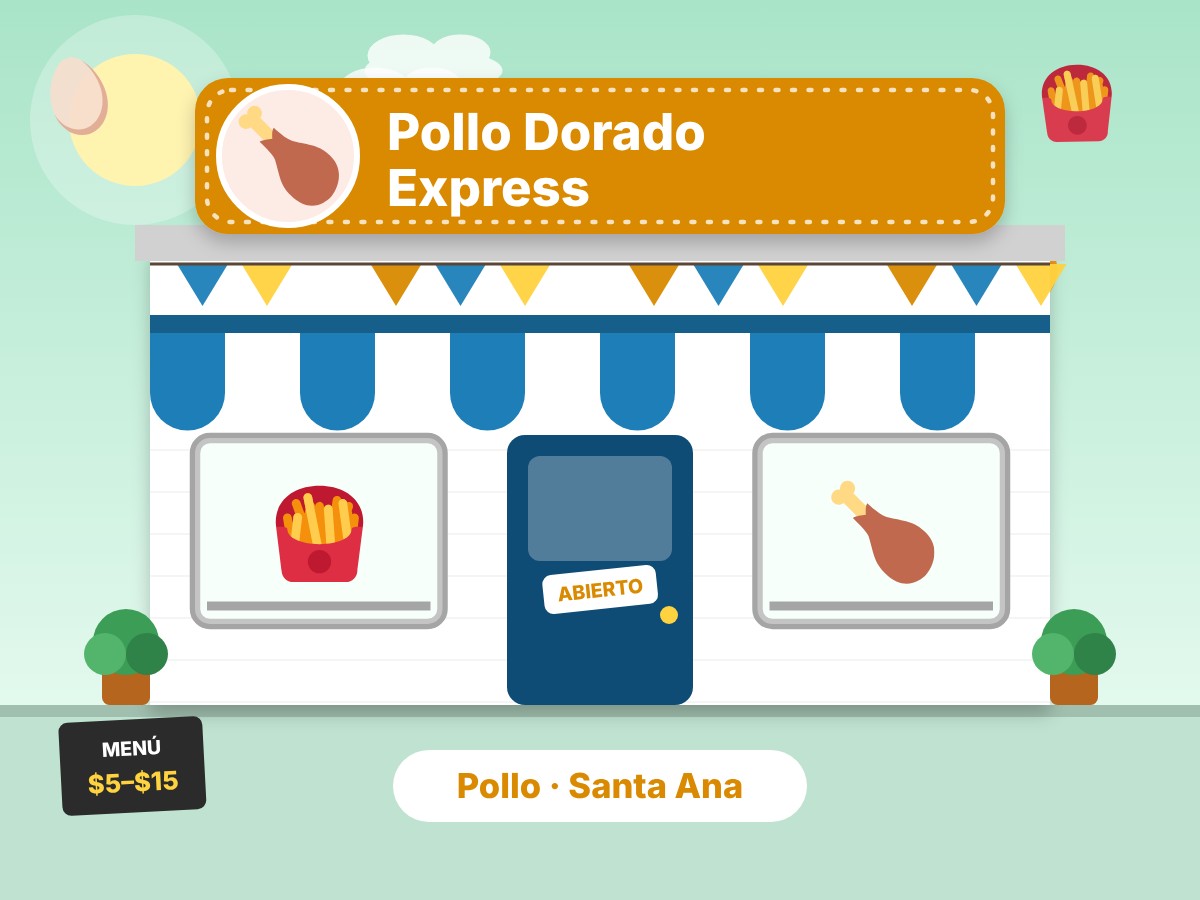 Pollo Dorado
Express
ABIERTO
MENÚ
$5–$15
Pollo · Santa Ana